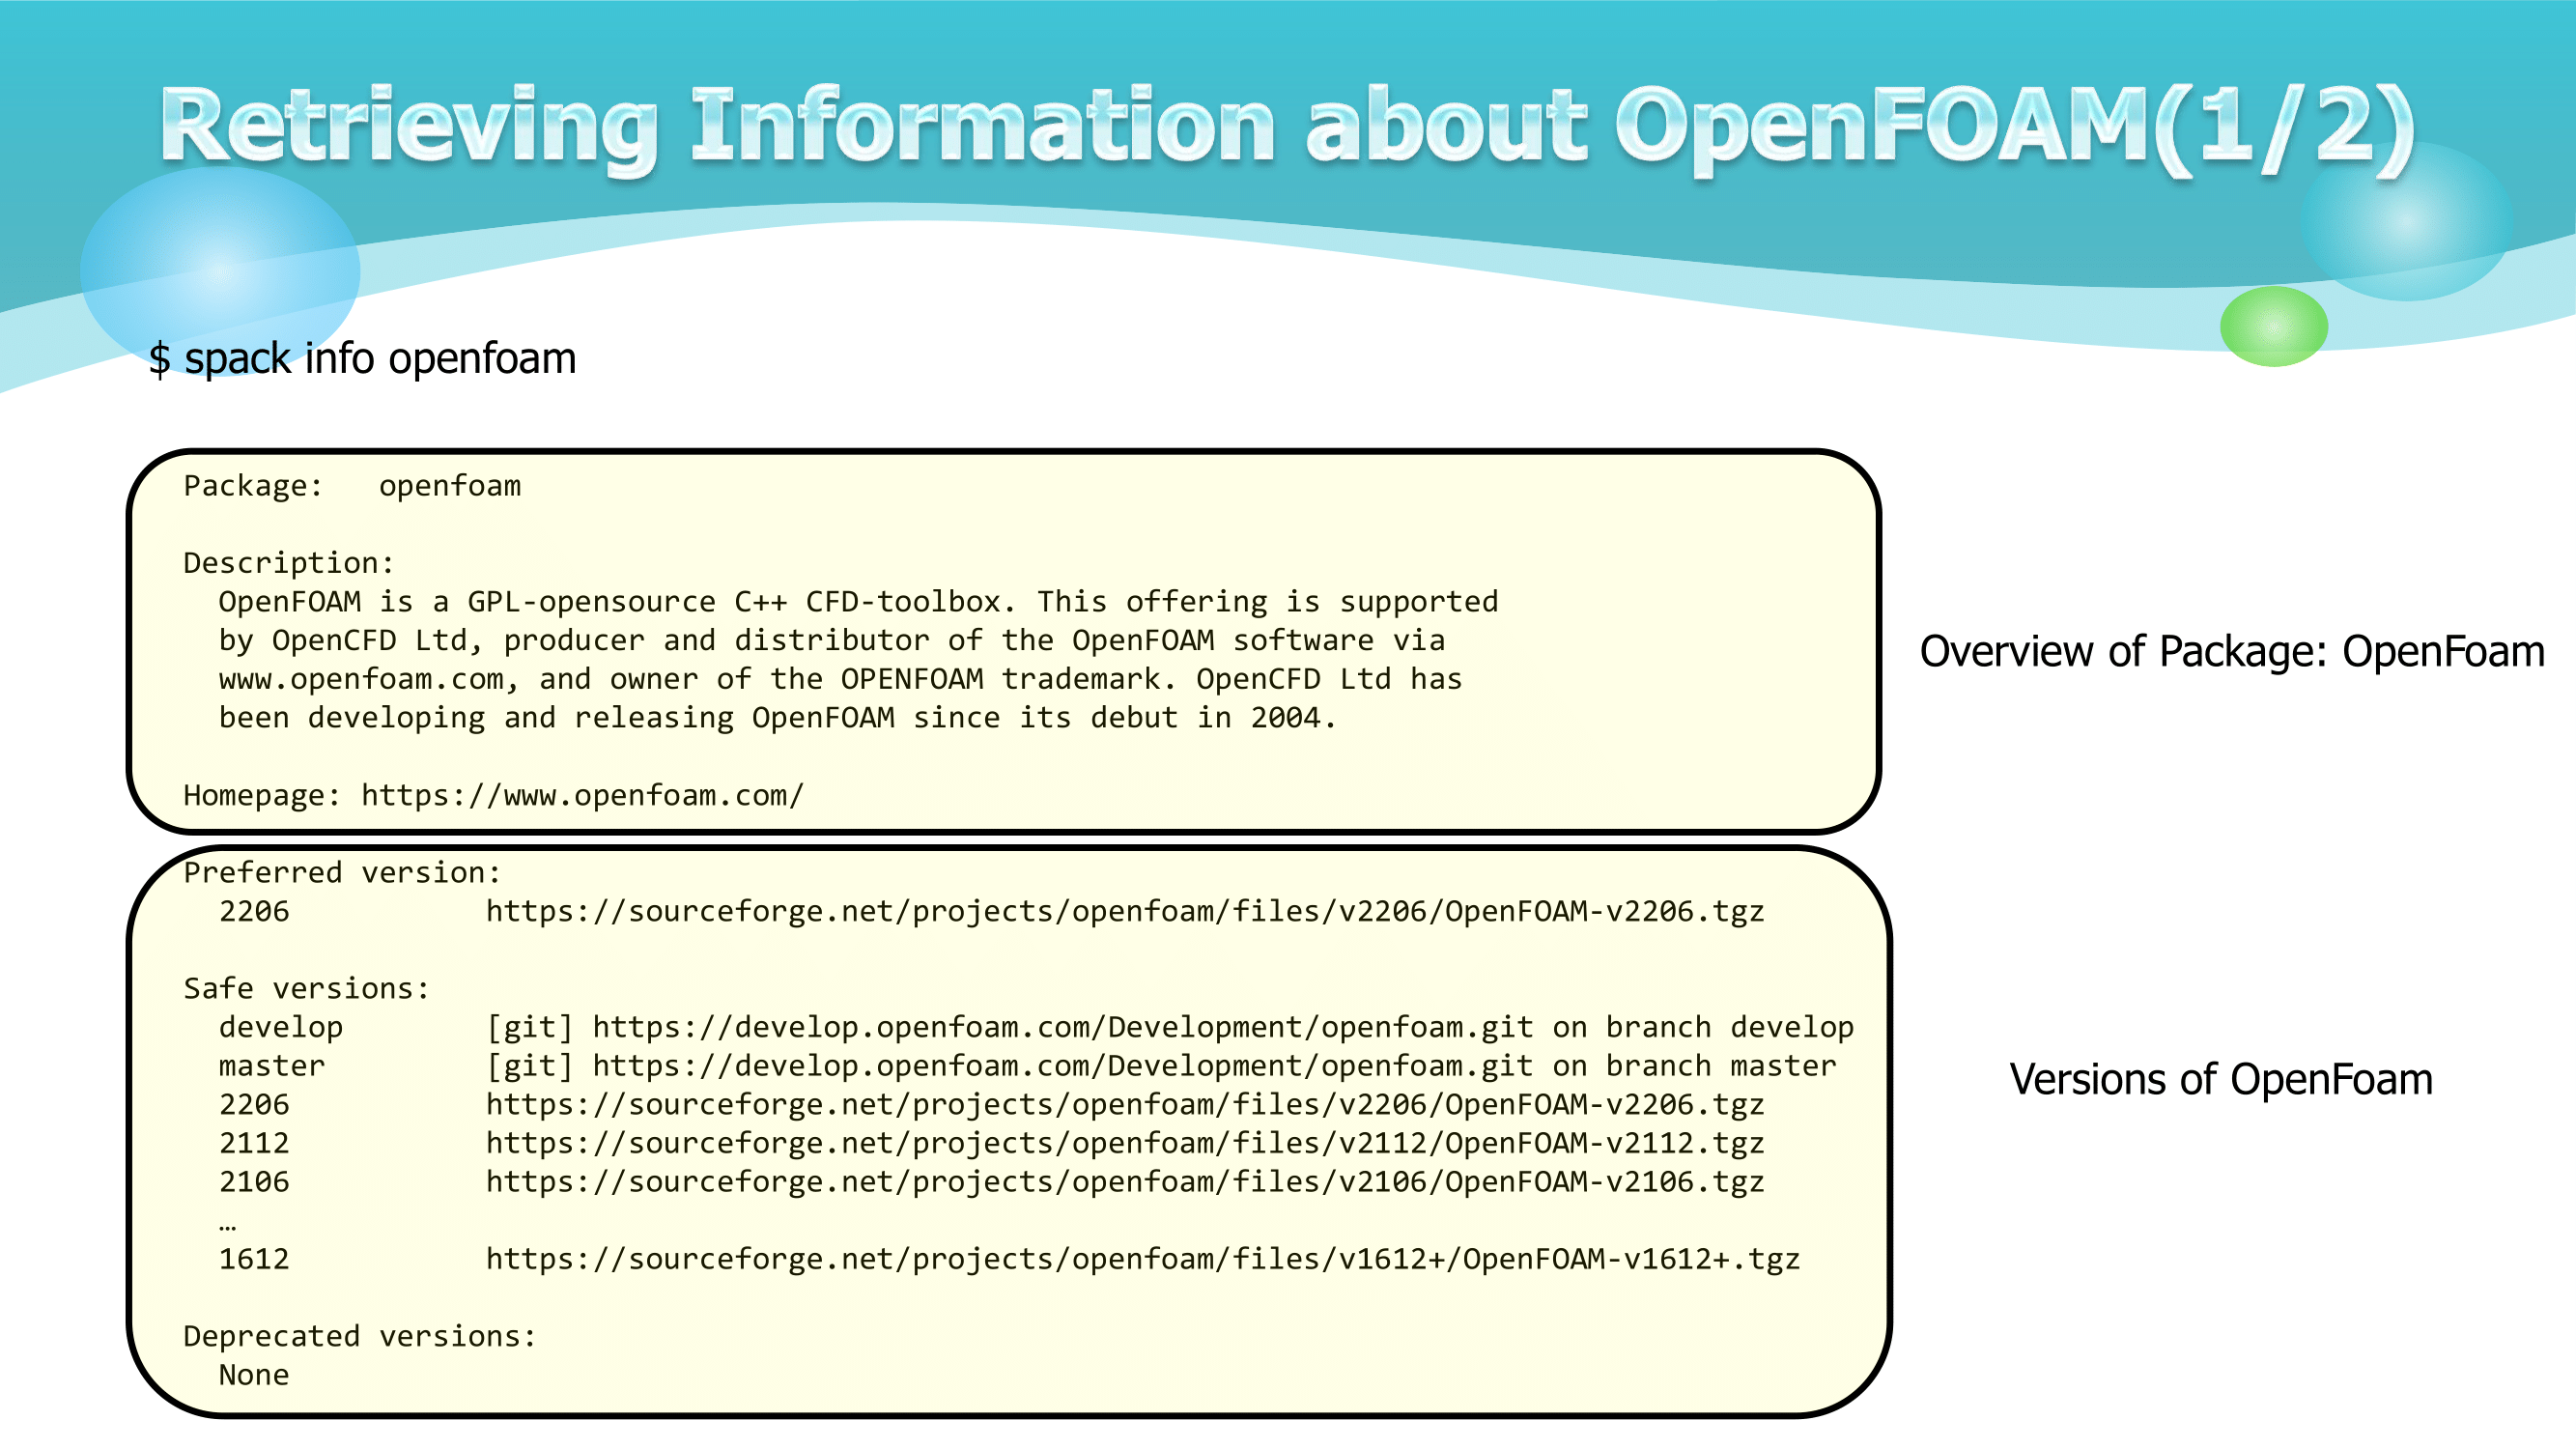 Retrieving Information about OpenFOAM(1/2)
$ spack info openfoam
Package:   openfoam
Description:
OpenFOAM is a GPL-opensource C++ CFD-toolbox. This offering is supported
by OpenCFD Ltd, producer and distributor of the OpenFOAM software via
www.openfoam.com, and owner of the OPENFOAM trademark. OpenCFD Ltd has
been developing and releasing OpenFOAM since its debut in 2004.
Homepage: https://www.openfoam.com/
Overview of Package: OpenFoam
Preferred version:
2206           https://sourceforge.net/projects/openfoam/files/v2206/OpenFOAM-v2206.tgz
Safe versions:
develop        [git] https://develop.openfoam.com/Development/openfoam.git on branch develop
master         [git] https://develop.openfoam.com/Development/openfoam.git on branch master
2206           https://sourceforge.net/projects/openfoam/files/v2206/OpenFOAM-v2206.tgz
2112           https://sourceforge.net/projects/openfoam/files/v2112/OpenFOAM-v2112.tgz
2106           https://sourceforge.net/projects/openfoam/files/v2106/OpenFOAM-v2106.tgz
…
1612           https://sourceforge.net/projects/openfoam/files/v1612+/OpenFOAM-v1612+.tgz
Deprecated versions:
None
Versions of OpenFoam